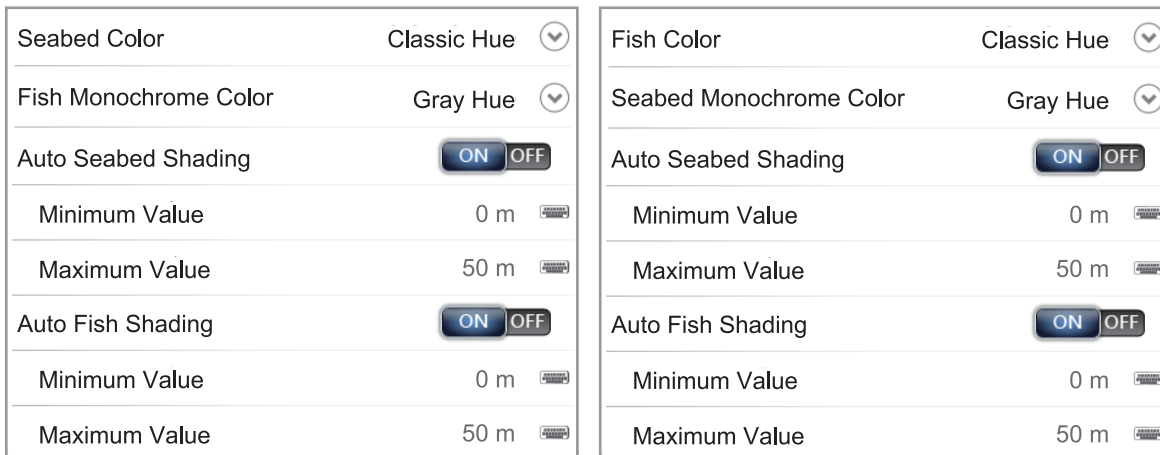 Seabed Color Classic Hue
Fish Monochrome Color Gray Hue
Auto Seabed Shading ON OFF
Minimum Value 0 m
Maximum Value 50 m
Auto Fish Shading ON OFF
Minimum Value 0 m
Maximum Value 50 m
Fish Color Classic Hue
Seabed Monochrome Color Gray Hue
Auto Seabed Shading ON OFF
Minimum Value 0 m
Maximum Value 50 m
Auto Fish Shading ON OFF
Minimum Value 0 m
Maximum Value 50 m